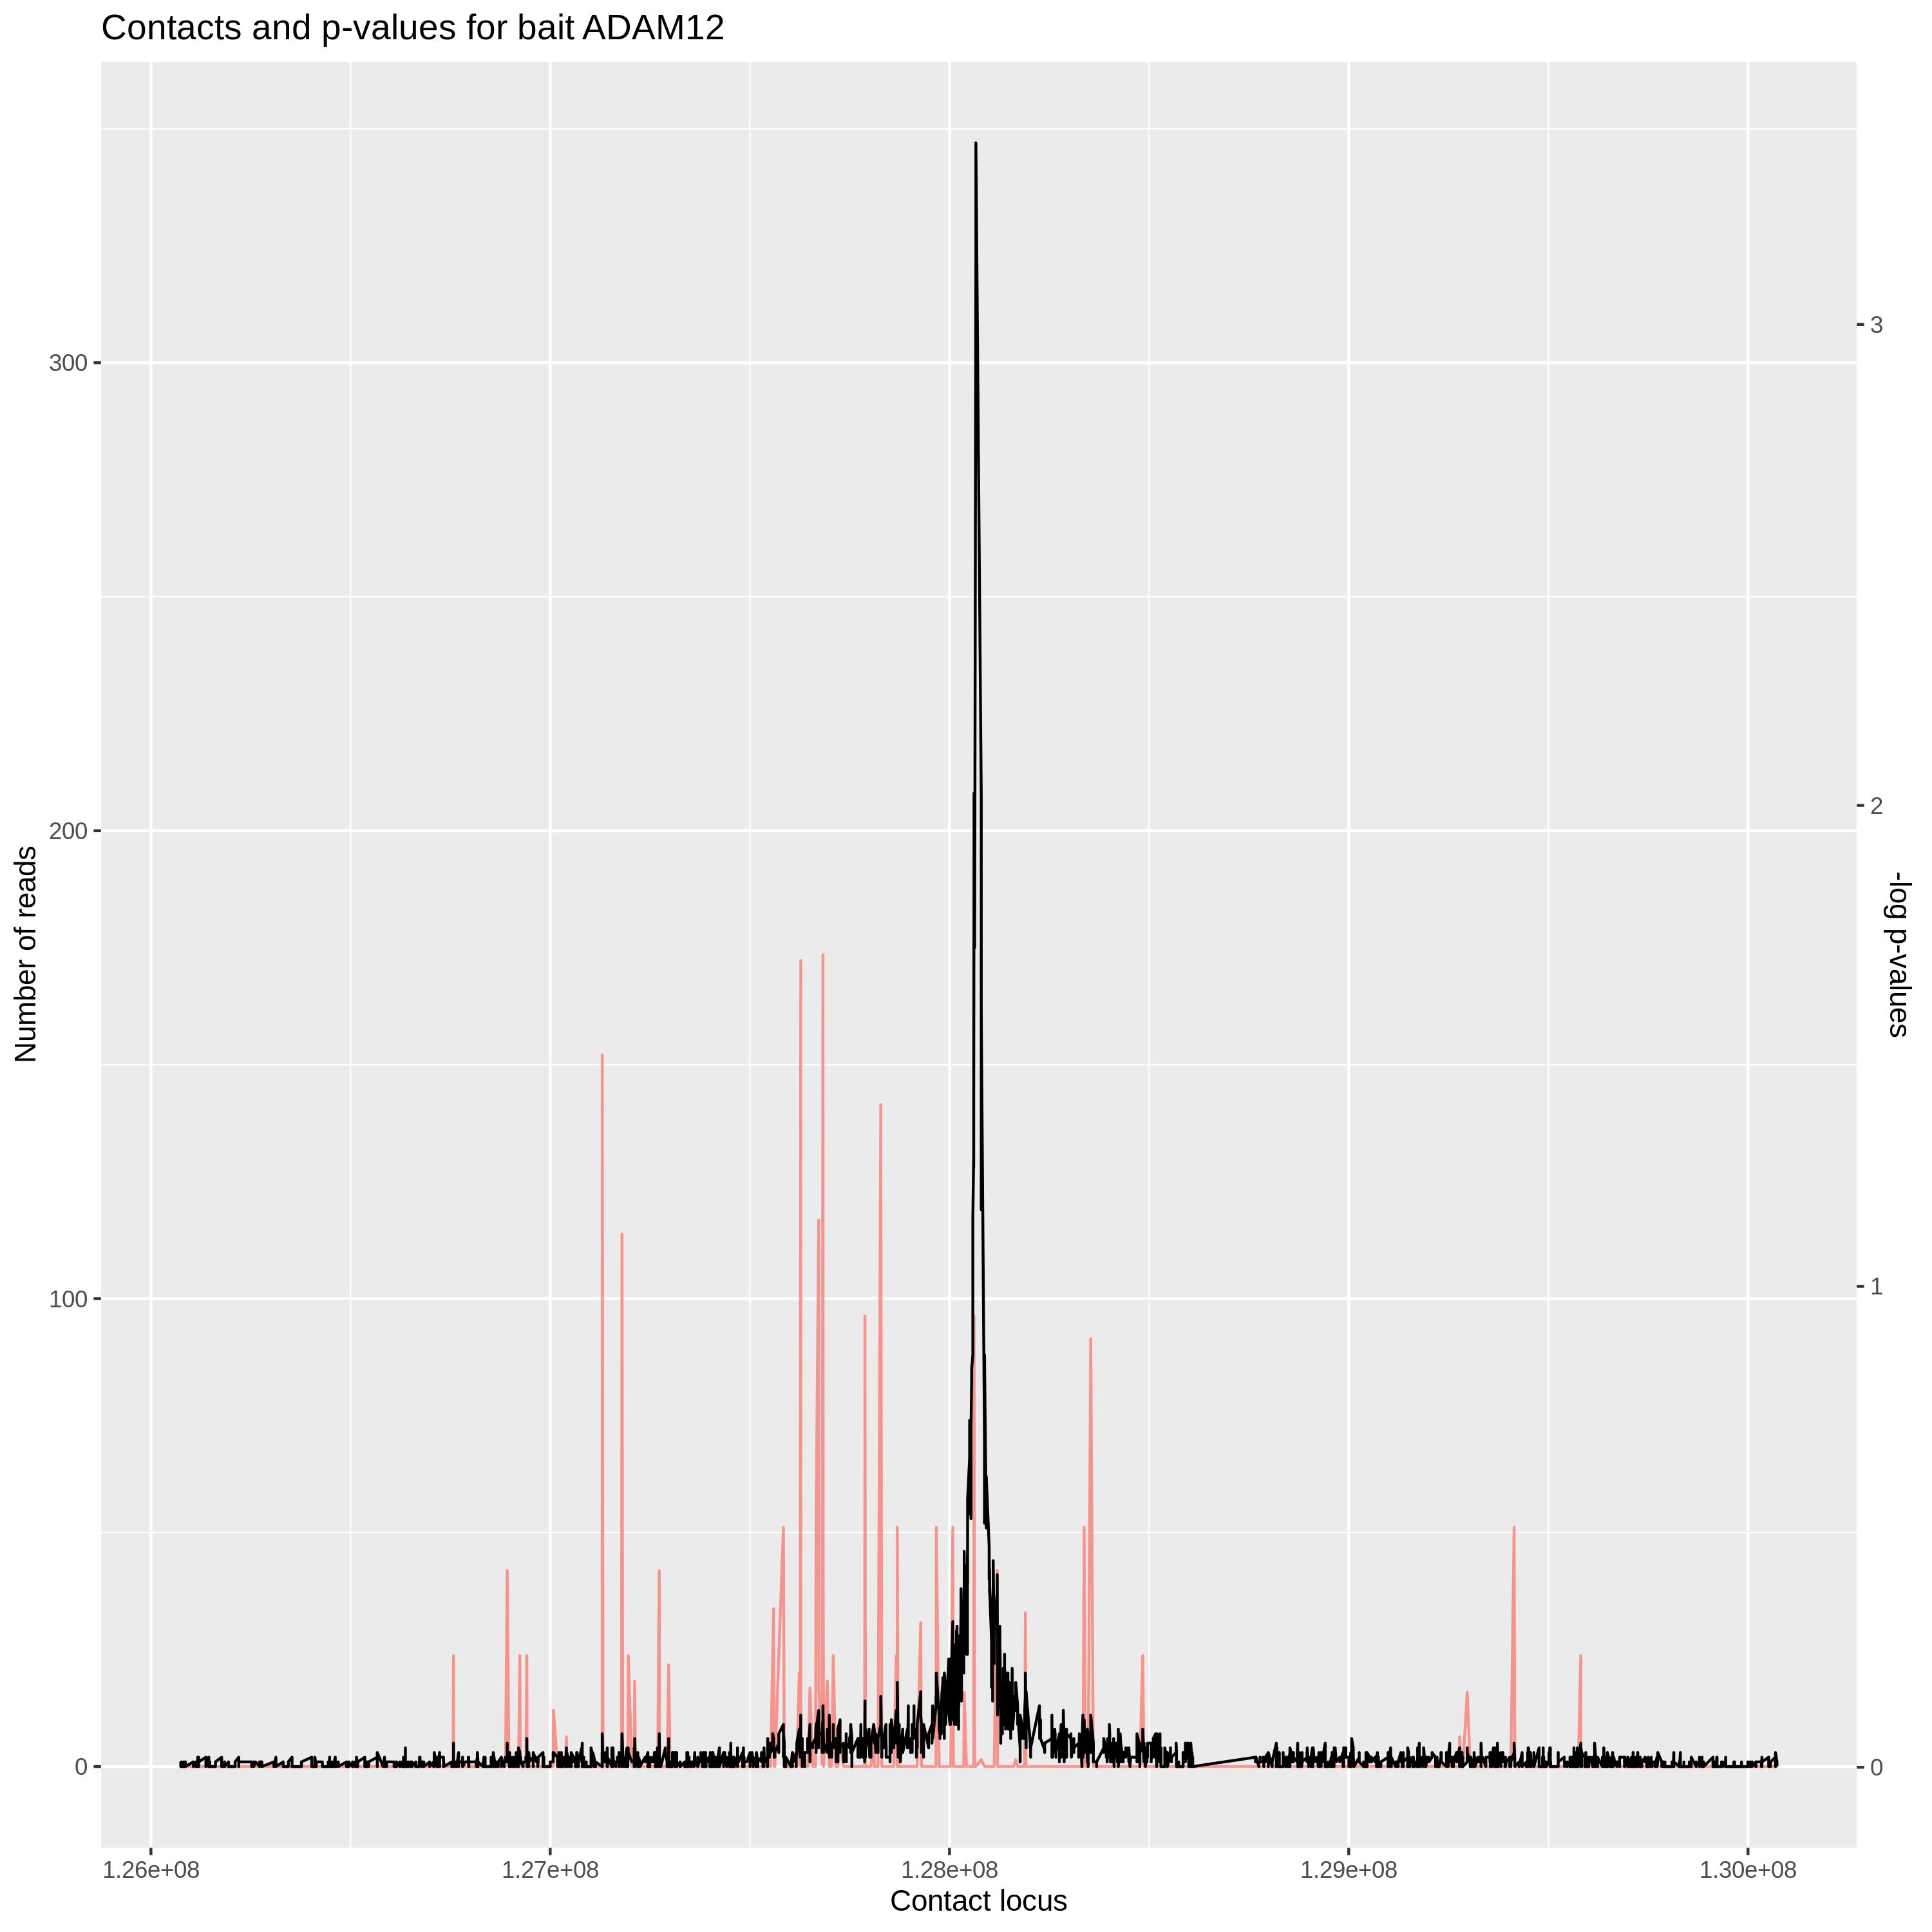 Contacts and p-values for bait ADAM12
300
200
100
0
Number of reads
3
2
1
0
-log p-values
1.26e+08
1.27e+08
1.28e+08
1.29e+08
1.30e+08
Contact locus